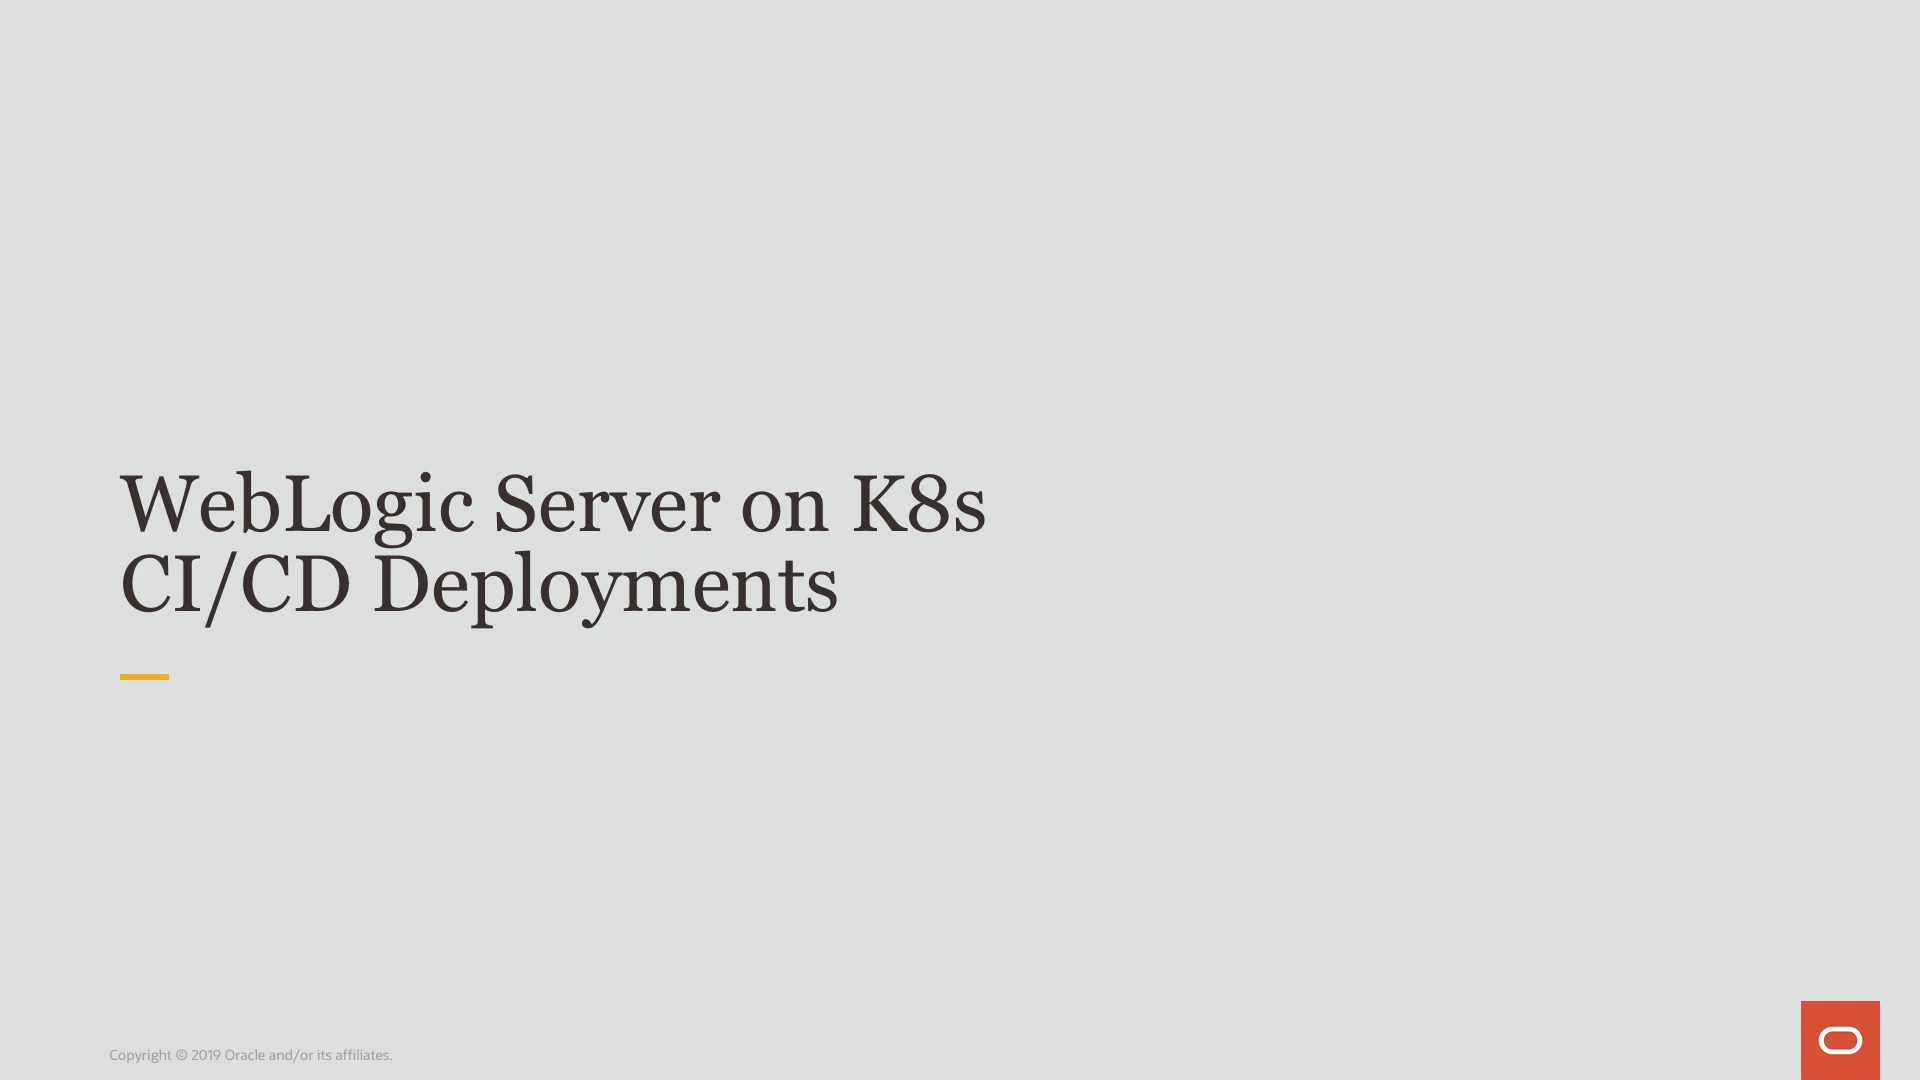 WebLogic Server on K8s
CI/CD Deployments
Copyright © 2019 Oracle and/or its affiliates.